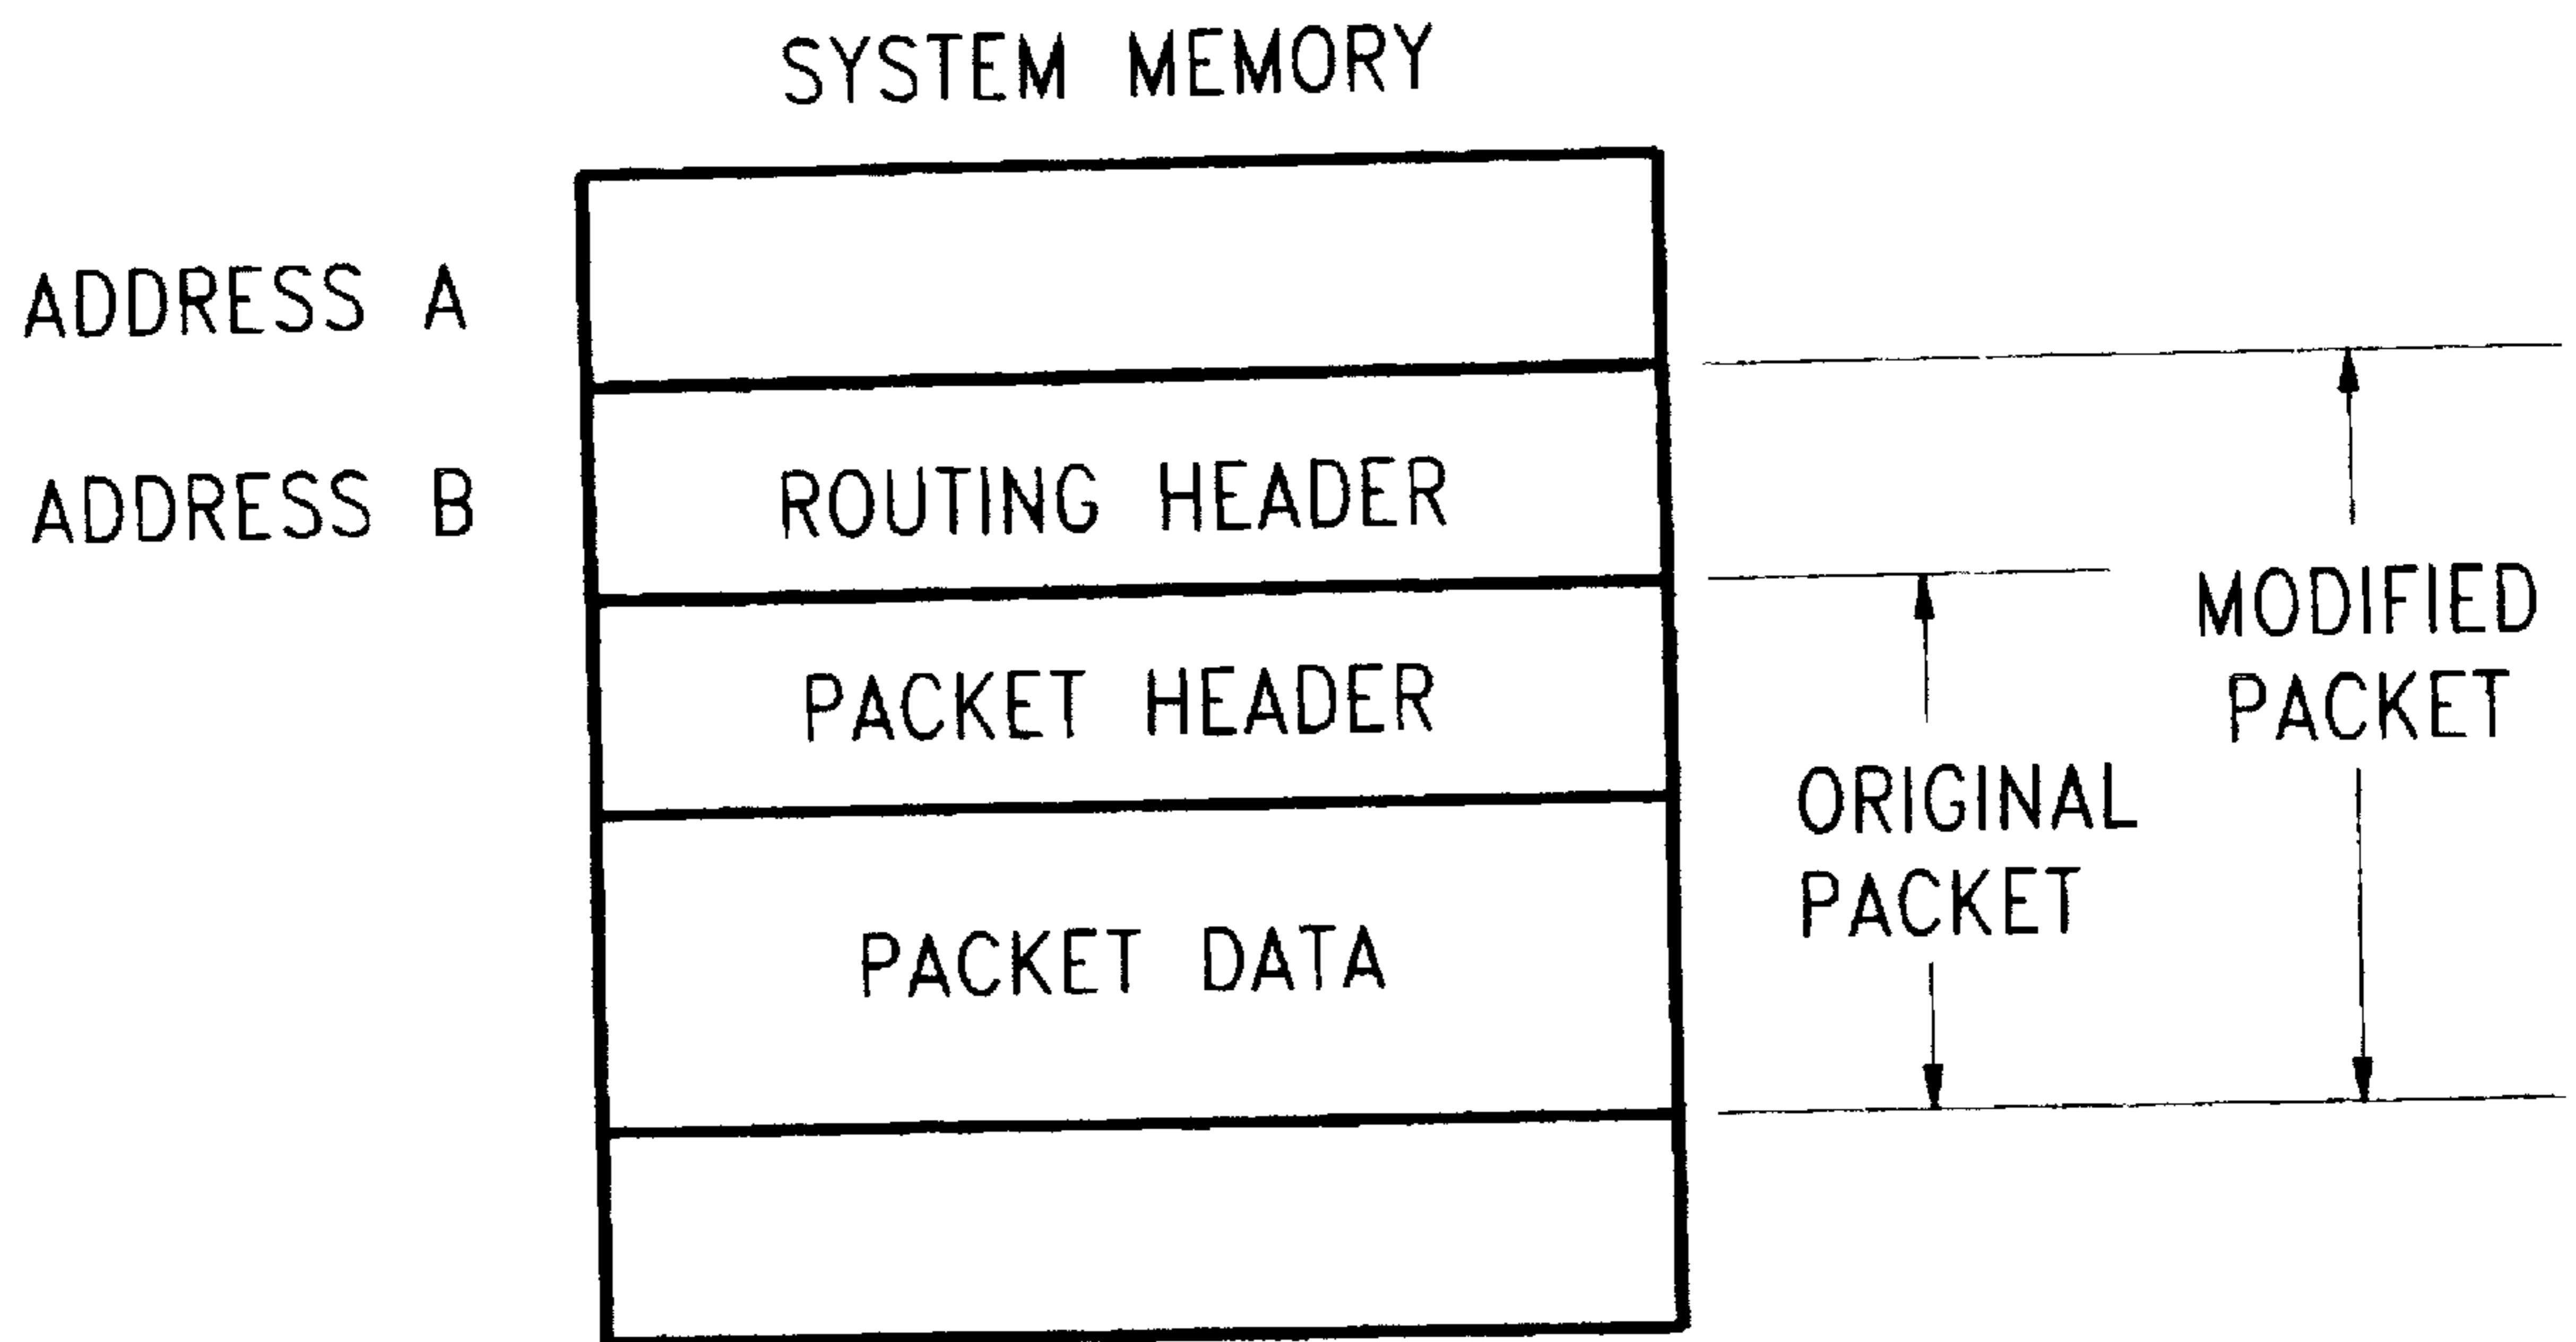 SYSTEM MEMORY
ADDRESS A
ADDRESS B
ROUTING HEADER
PACKET HEADER
PACKET DATA
ORIGINAL
PACKET
MODIFIED
PACKET